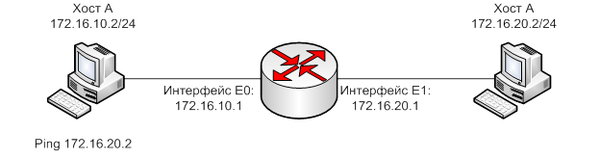 Хост А
172.16.10.2/24
Хост А
172.16.20.2/24
Интерфейс E0:
172.16.10.1
Интерфейс E1:
172.16.20.1
Ping 172.16.20.2